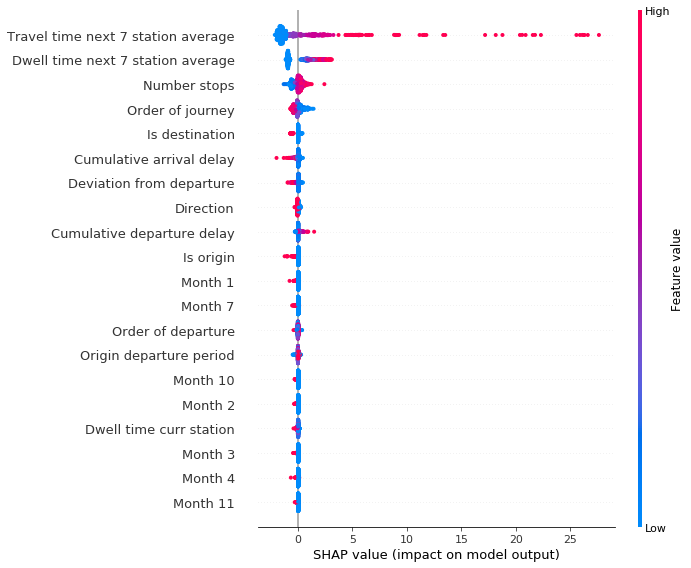 High
Travel time next 7 station average
Dwell time next 7 station average
Number stops
Order of journey
Is destination
Cumulative arrival delay
Deviation from departure
Direction
Cumulative departure delay
Is origin
Month 1
Month 7
Order of departure
Origin departure period
Month 10
Month 2
Dwell time curr station
Month 3
Month 4
Month 11
Feature value
Low
0 5 10 15 20 25
SHAP value (impact on model output)